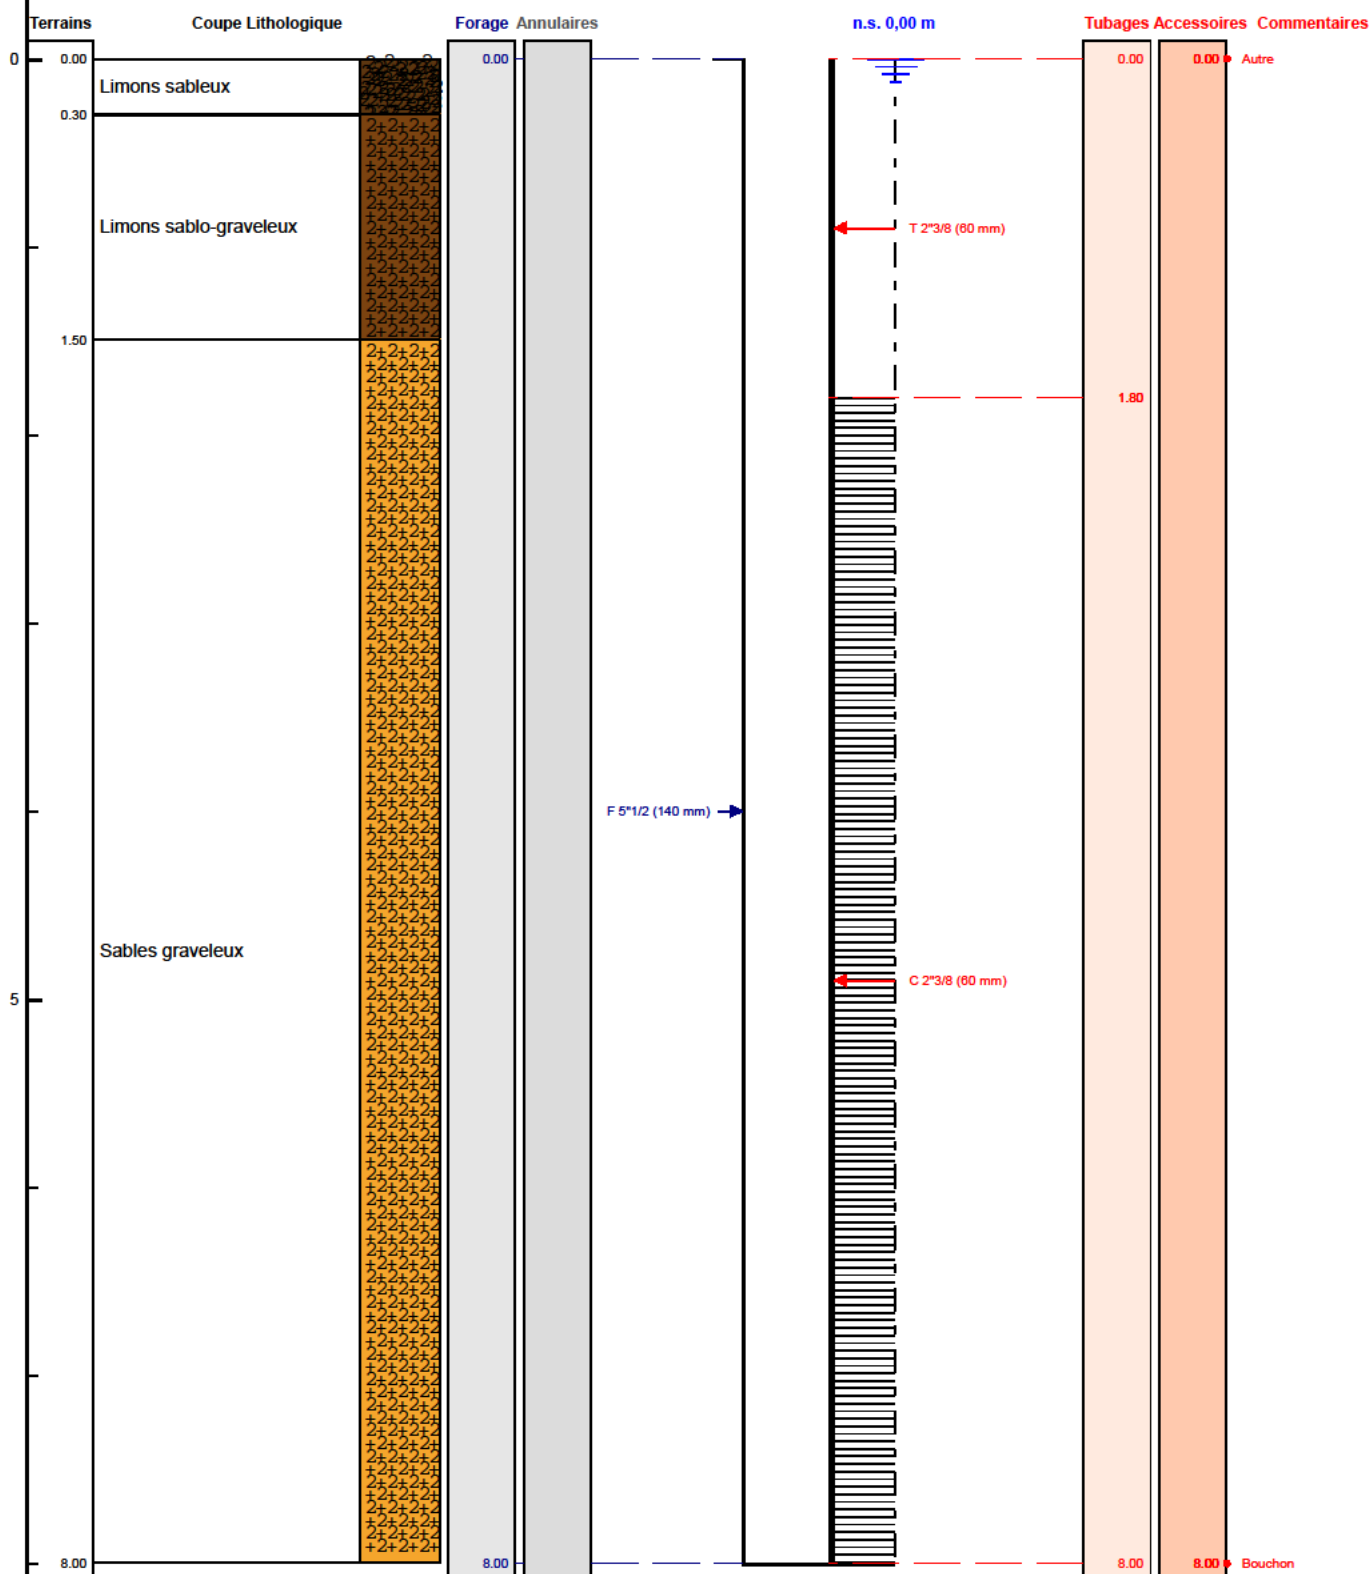 Terrains Coupe Lithologique Forage Annulaires n.s. 0,00 m Tubages Accessoires Commentaires
0 0.00 0.00 0.00 0.00 Autre
Limons sableux
0.30
Limons sablo-graveleux T 2"3/8 (60 mm)
1.50
1.80
F 5"1/2 (140 mm)
Sables graveleux
C 2"3/8 (60 mm)
5
8.00 8.00 8.00 8.00 Bouchon